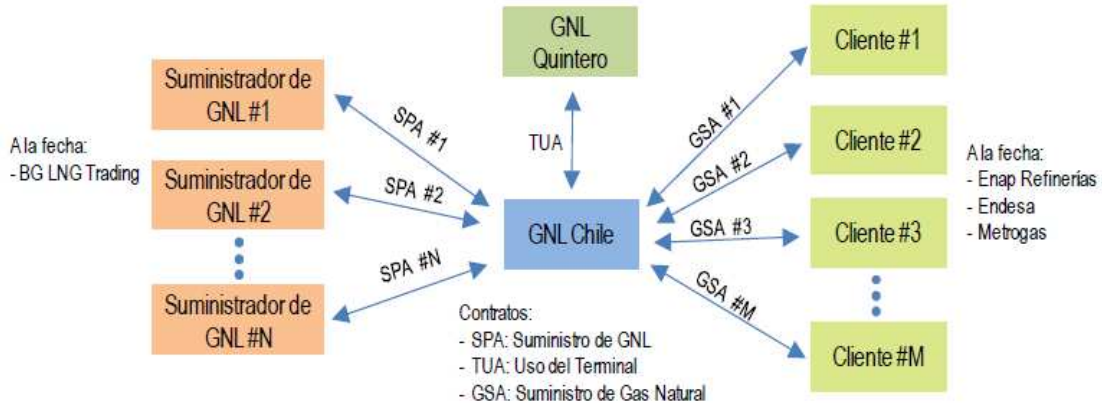 GNL
Quintero
Cliente #1
Suministrador de
GNL #1
SPA #1
TUA
GSA #1
A la fecha:
- BG LNG Trading
Suministrador de
GNL #2
SPA #2
GSA #2
Cliente #2
A la fecha:
- Enap Refinerías
- Endesa
- Metrogas
GNL Chile
GSA #3
Cliente #3
SPA #N
GSA #M
Suministrador de
GNL #N
Contratos:
- SPA: Suministro de GNL
- TUA: Uso del Terminal
- GSA: Suministro de Gas Natural
Cliente #M